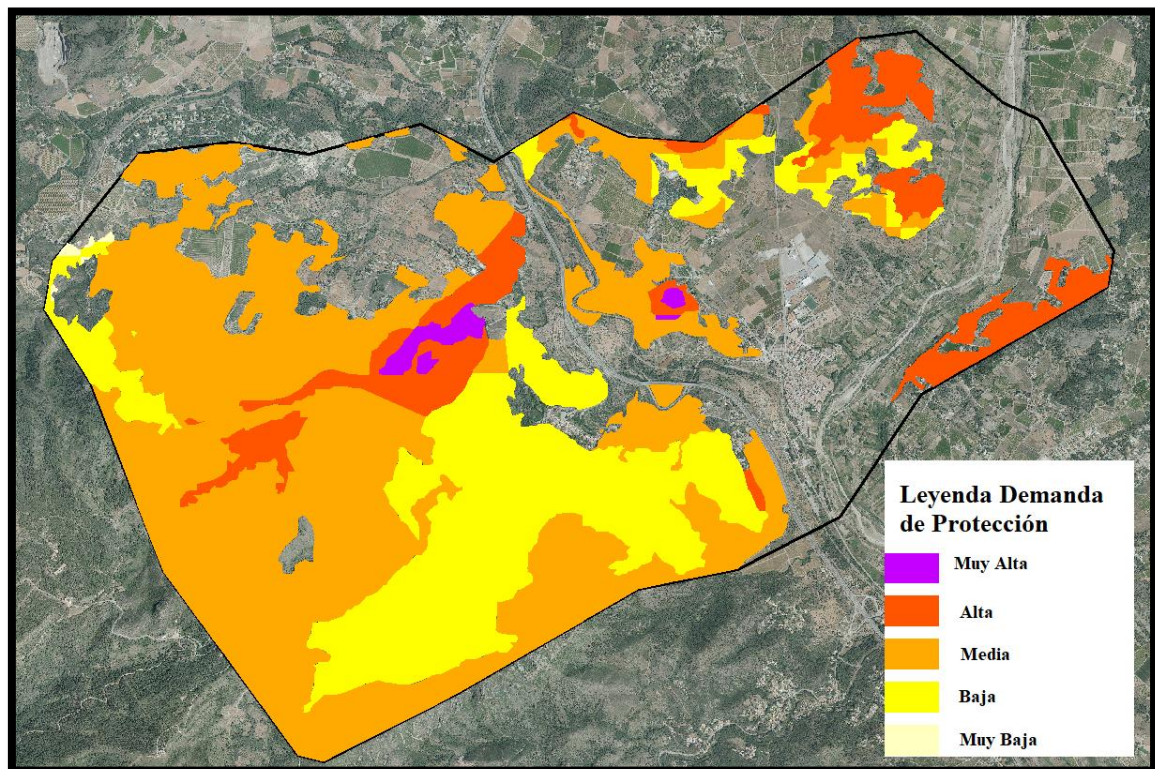 Leyenda Demanda
de Protección
Muy Alta
Alta
Media
Baja
Muy Baja